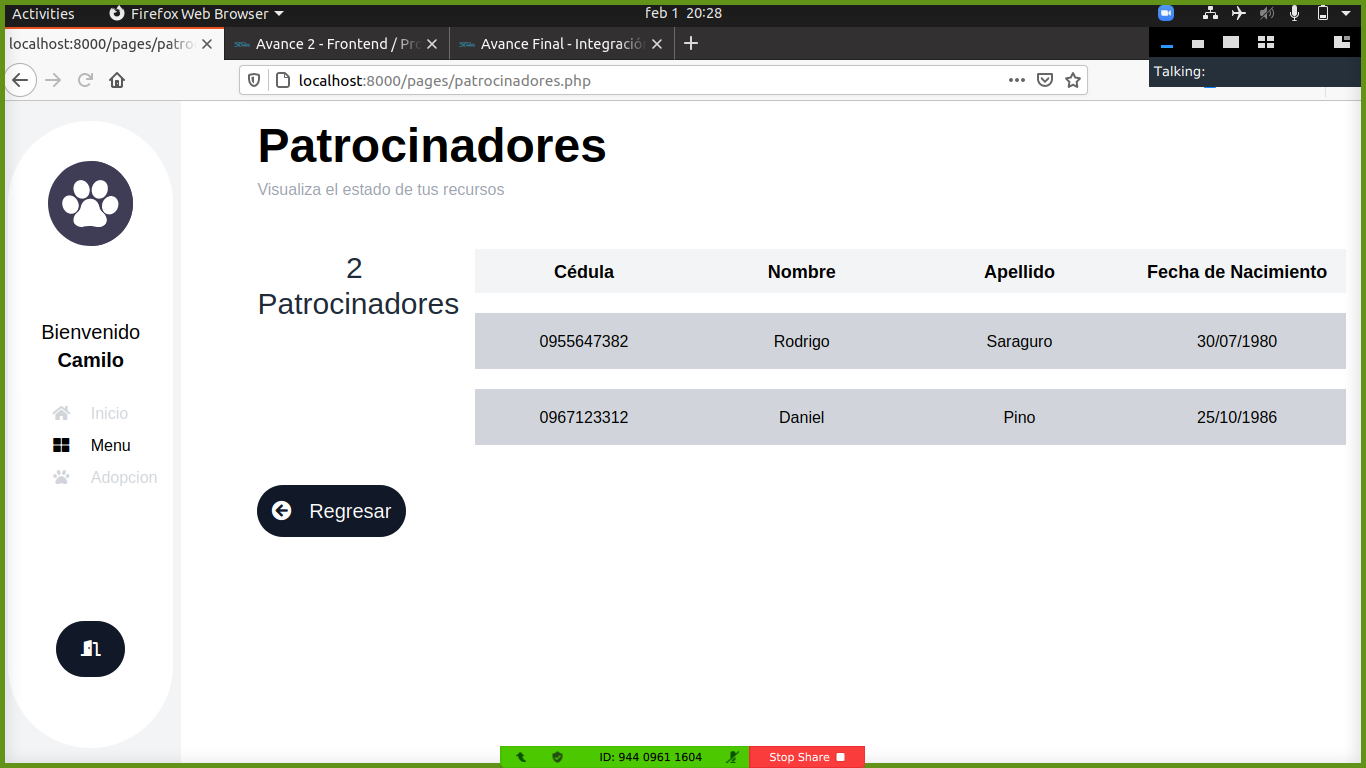 Activities Firefox Web Browser feb 1 20:28
localhost:8000/pages/patro Avance 2 - Frontend / Pro Avance Final - Integración
Talking:
localhost:8000/pages/patrocinadores.php
Patrocinadores
Visualiza el estado de tus recursos
2
Patrocinadores
Cédula Nombre Apellido Fecha de Nacimiento
0955647382 Rodrigo Saraguro 30/07/1980
0967123312 Daniel Pino 25/10/1986
Regresar
Bienvenido
Camilo
Inicio
Menu
Adopcion
ID: 944 0961 1604 Stop Share